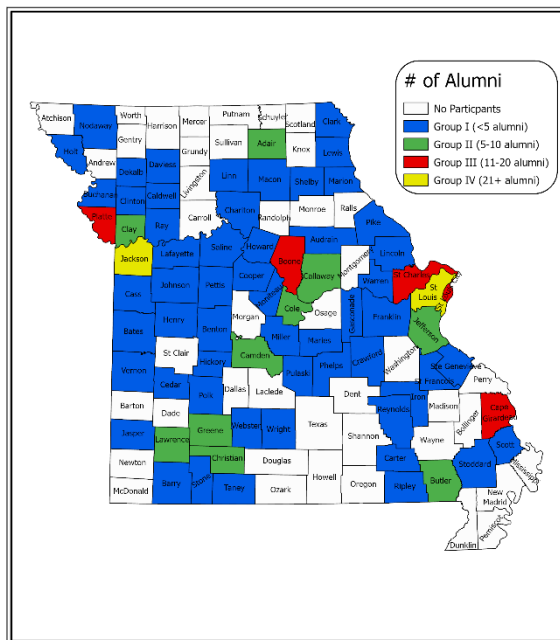 # of Alumni
No Particpants
Group I (<5 alumni)
Group II (5-10 alumni)
Group III (11-20 alumni)
Group IV (21+ alumni)
Atchison
Nodaway
Worth
Harrison
Mercer
Putnam
Schuyler
Scotland
Clark
Holt
Andrew
Gentry
Grundy
Sullivan
Adair
Knox
Lewis
Dekalb
Daviess
Livingston
Linn
Macon
Shelby
Marion
Buchanan
Clinton
Caldwell
Carroll
Chariton
Randolph
Monroe
Ralls
Platte
Clay
Ray
Pike
Jackson
Lafayette
Saline
Howard
Boone
Audrain
Callaway
Montgomery
Lincoln
Warren
St Charles
St
Louis
Cass
Johnson
Pettis
Cooper
Moniteau
Cole
Osage
Gasconade
Franklin
Jefferson
Bates
Henry
Benton
Morgan
Miller
Maries
Crawford
Washington
Ste Genevieve
St Francois
Perry
Vernon
St Clair
Hickory
Camden
Pulaski
Phelps
Dent
Iron
Madison
Bollinger
Cape
Girardeau
Barton
Cedar
Polk
Dallas
Laclede
Texas
Shannon
Reynolds
Wayne
Jasper
Dade
Greene
Webster
Wright
Lawrence
Christian
Douglas
Carter
Stoddard
Scott
Mississippi
Newton
McDonald
Barry
Stone
Taney
Ozark
Howell
Oregon
Ripley
Butler
New
Madrid
Pemiscot
Dunklin